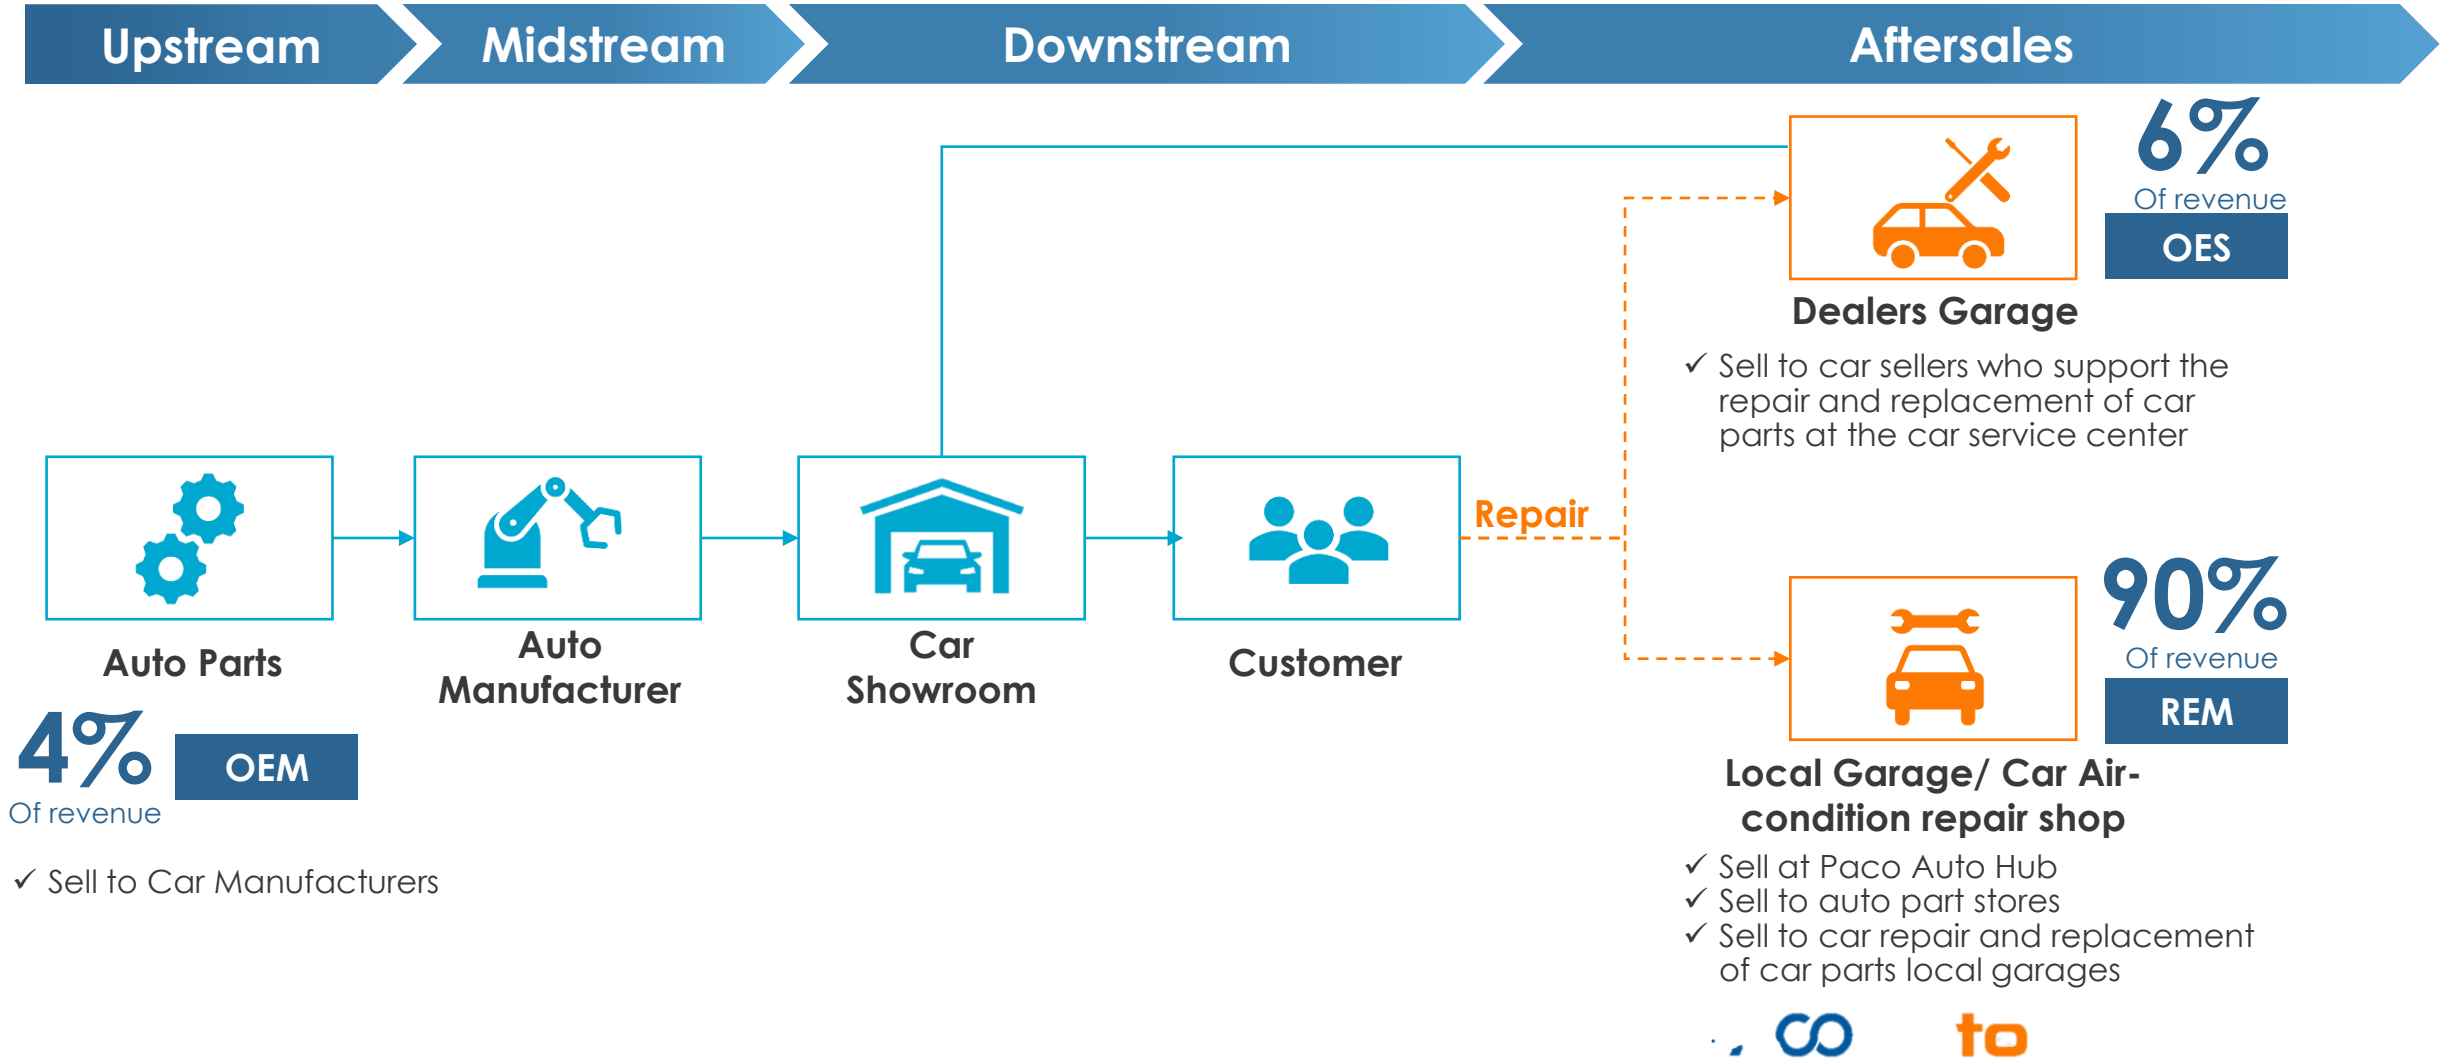 Upstream
Midstream
Downstream
Aftersales
6%
Of revenue
OES
Dealers Garage
✓ Sell to car sellers who support the
repair and replacement of car
parts at the car service center
Repair
Auto Parts
Auto
Manufacturer
Car
Showroom
Customer
4%
Of revenue
OEM
✓ Sell to Car Manufacturers
90%
Of revenue
REM
Local Garage/ Car Air-
condition repair shop
✓ Sell at Paco Auto Hub
✓ Sell to auto part stores
✓ Sell to car repair and replacement
of car parts local garages
co to